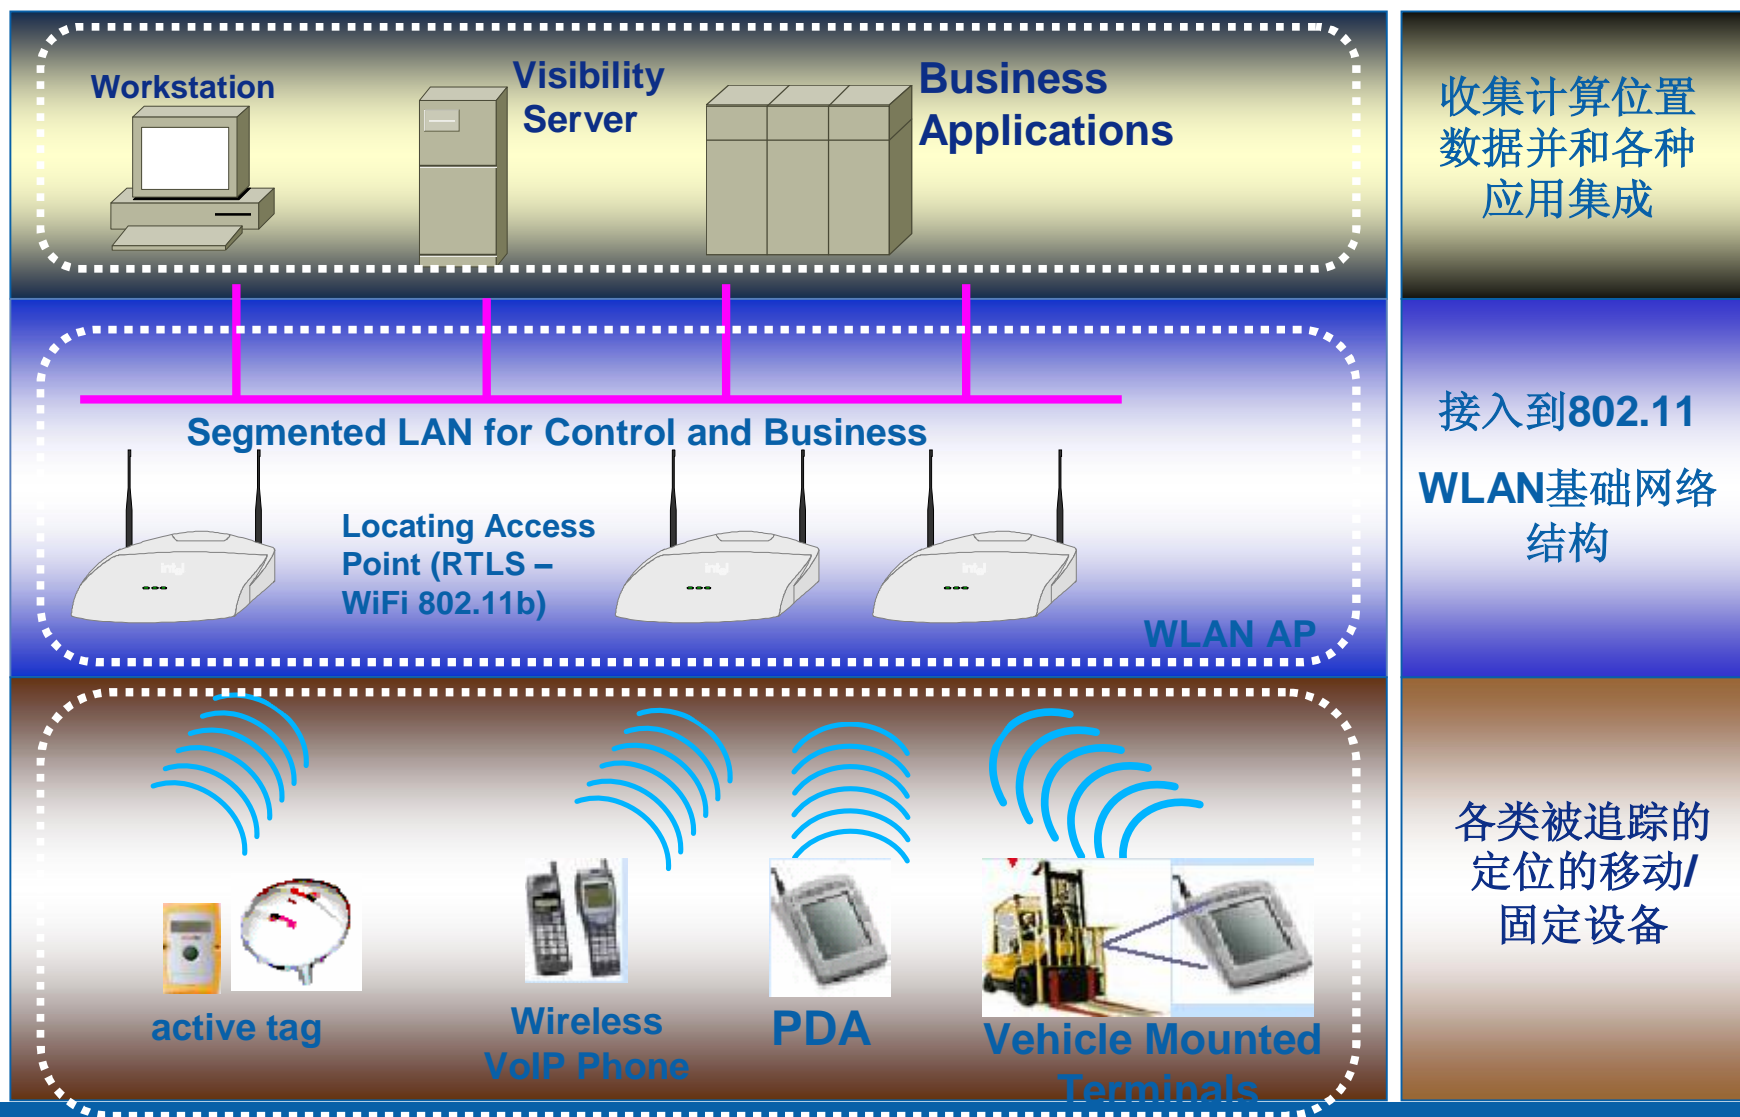 Workstation
Visibility
Server
Business
Applications
收集计算位置
数据并和各种
应用集成
Segmented LAN for Control and Business
Locating Access
Point (RTLS –
WiFi 802.11b)
intel
intel
intel
WLAN AP
接入到802.11
WLAN基础网络
结构
active tag
Wireless
VoIP Phone
PDA
Vehicle Mounted
Terminals
各类被追踪的
定位的移动/
固定设备